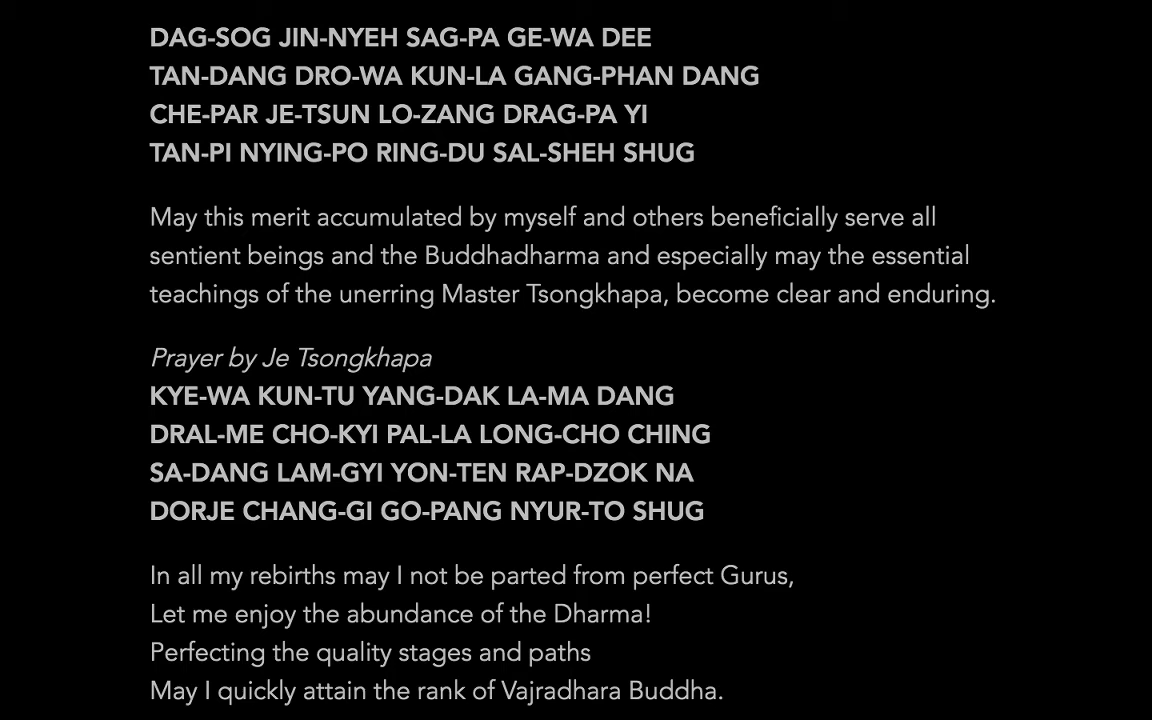 DAG-SOG JIN-NYEH SAG-PA GE-WA DEE
TAN-DANG DRO-WA KUN-LA GANG-PHAN DANG
CHE-PAR JE-TSUN LO-ZANG DRAG-PA YI
TAN-PI NYING-PO RING-DU SAL-SHEH SHUG
May this merit accumulated by myself and others beneficially serve all
sentient beings and the Buddhadharma and especially may the essential
teachings of the unerring Master Tsongkhapa, become clear and enduring.
Prayer by Je Tsongkhapa
KYE-WA KUN-TU YANG-DAK LA-MA DANG
DRAL-ME CHO-KYI PAL-LA LONG-CHO CHING
SA-DANG LAM-GYI YON-TEN RAP-DZOK NA
DORJE CHANG-GI GO-PANG NYUR-TO SHUG
In all my rebirths may I not be parted from perfect Gurus,
Let me enjoy the abundance of the Dharma!
Perfecting the quality stages and paths
May I quickly attain the rank of Vajradhara Buddha.